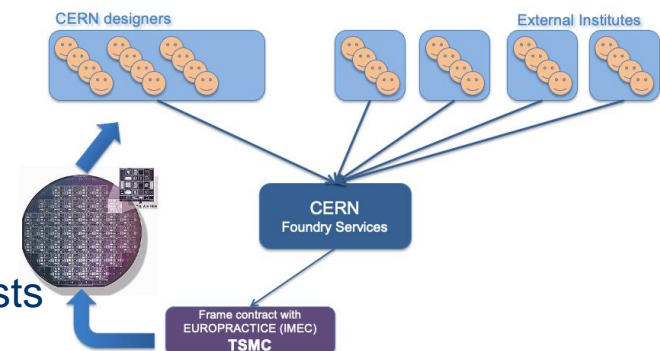 CERN designers
External Institutes
CERN
Foundry Services
sts
Frame contract with
EUROPRACTICE (IMEC)
TSMC